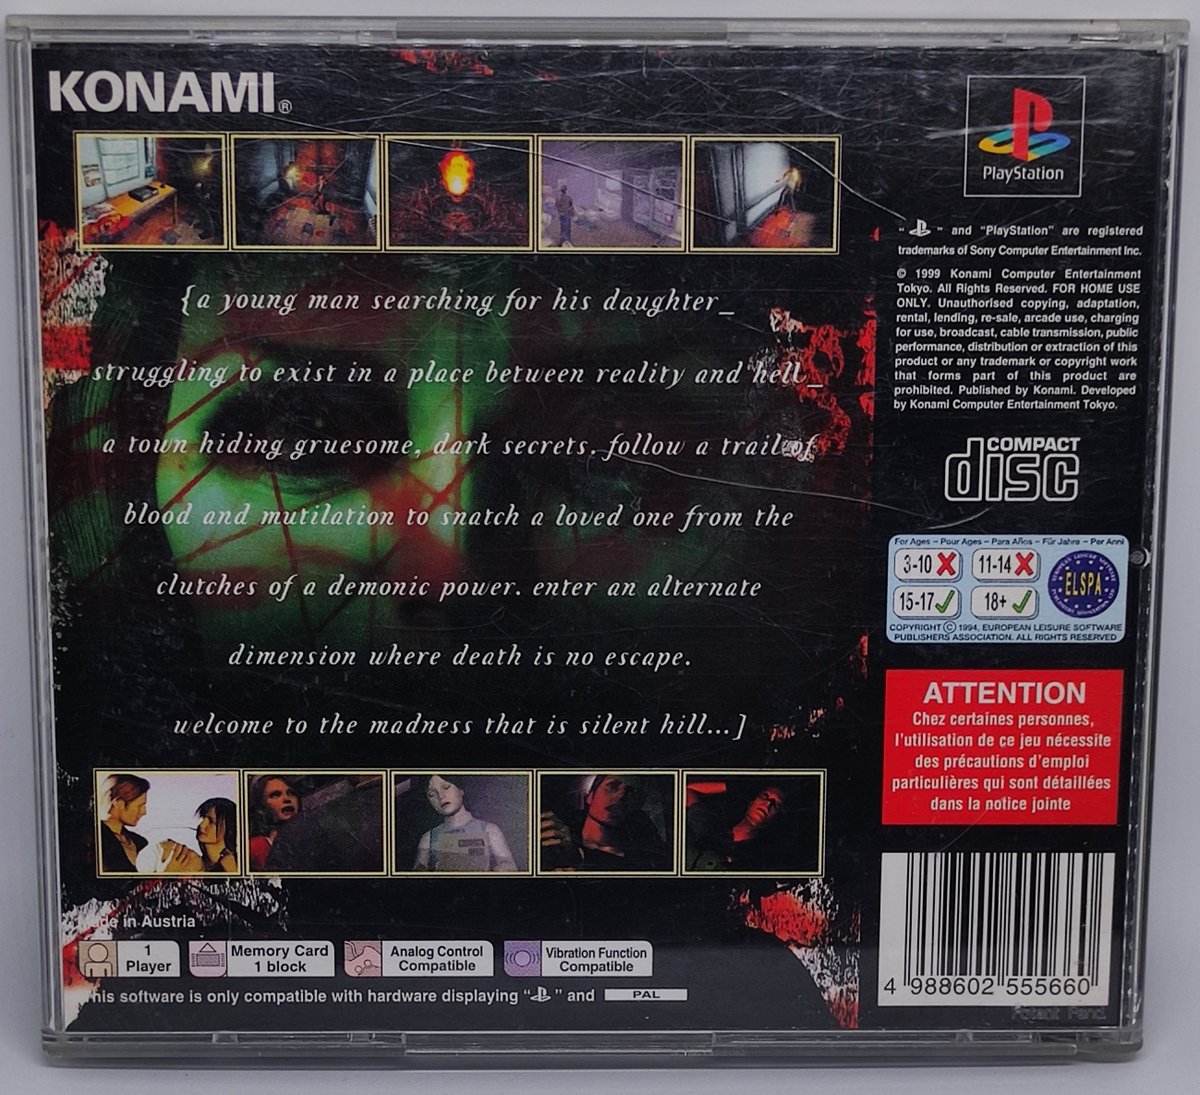 KONAMI®
PlayStation
" " and "PlayStation" are registered
trademarks of Sony Computer Entertainment Inc.
© 1999 Konami Computer Entertainment
Tokyo. All Rights Reserved. FOR HOME USE
ONLY. Unauthorised copying, adaptation,
rental, lending, re-sale, arcade use, charging
for use, broadcast, cable transmission, public
performance, distribution or extraction of this
product or any trademark or copyright work
that forms part of this product are
prohibited. Published by Konami. Developed
by Konami Computer Entertainment Tokyo.
{a young man searching for his daughter_
struggling to exist in a place between reality and hell_
a town hiding gruesome, dark secrets. follow a trail of
blood and mutilation to snatch a loved one from the
clutches of a demonic power. enter an alternate
dimension where death is no escape.
welcome to the madness that is silent hill...]
COMPACT
disc
For Ages – Pour Ages – Para Años – Für Jahre – Per Anni
3-10 11-14
15-17 18+
ELSPA
COPYRIGHT © 1994, EUROPEAN LEISURE SOFTWARE
PUBLISHERS ASSOCIATION. ALL RIGHTS RESERVED
ATTENTION
Chez certaines personnes,
l'utilisation de ce jeu nécessite
des précautions d'emploi
particulières qui sont détaillées
dans la notice jointe
in Austria
1
Player
Memory Card
1 block
Analog Control
Compatible
Vibration Function
Compatible
his software is only compatible with hardware displaying " " and PAL
4 988602 555660